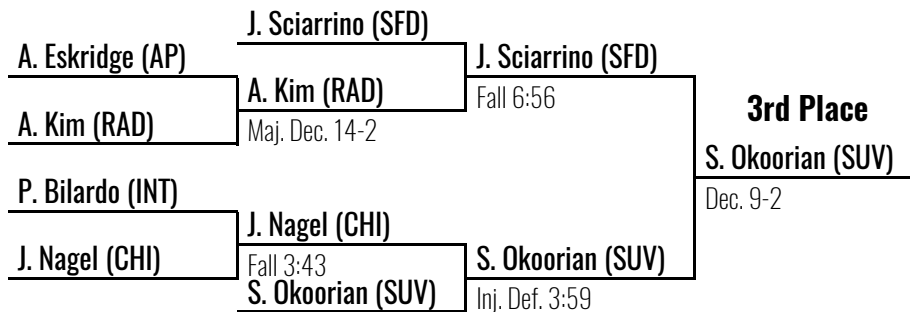 J. Sciarrino (SFD)
A. Eskridge (AP)
J. Sciarrino (SFD)
A. Kim (RAD)
Fall 6:56
3rd Place
A. Kim (RAD)
Maj. Dec. 14-2
S. Okoorian (SUV)
P. Bilardo (INT)
Dec. 9-2
J. Nagel (CHI)
J. Nagel (CHI)
S. Okoorian (SUV)
Fall 3:43
S. Okoorian (SUV)
Inj. Def. 3:59